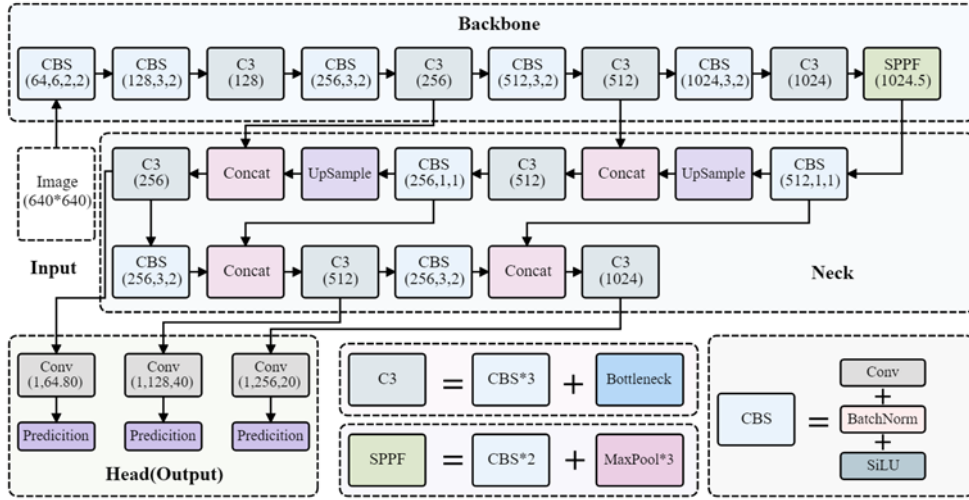 Backbone
CBS
(64,6,2,2)
CBS
(128,3,2)
C3
(128)
CBS
(256,3,2)
C3
(256)
CBS
(512,3,2)
C3
(512)
CBS
(1024,3,2)
C3
(1024)
SPPF
(1024.5)
Image
(640*640)
Input
C3
(256)
Concat
UpSample
CBS
(256,1,1)
C3
(512)
Concat
UpSample
CBS
(512,1,1)
CBS
(256,3,2)
Concat
C3
(512)
CBS
(256,3,2)
Concat
C3
(1024)
Neck
Conv
(1,64.80)
Conv
(1,128,40)
Conv
(1,256,20)
Predicition
Predicition
Predicition
Head(Output)
C3
=
CBS*3
+
Bottleneck
SPPF
=
CBS*2
+
MaxPool*3
CBS
=
Conv
+
BatchNorm
+
SiLU